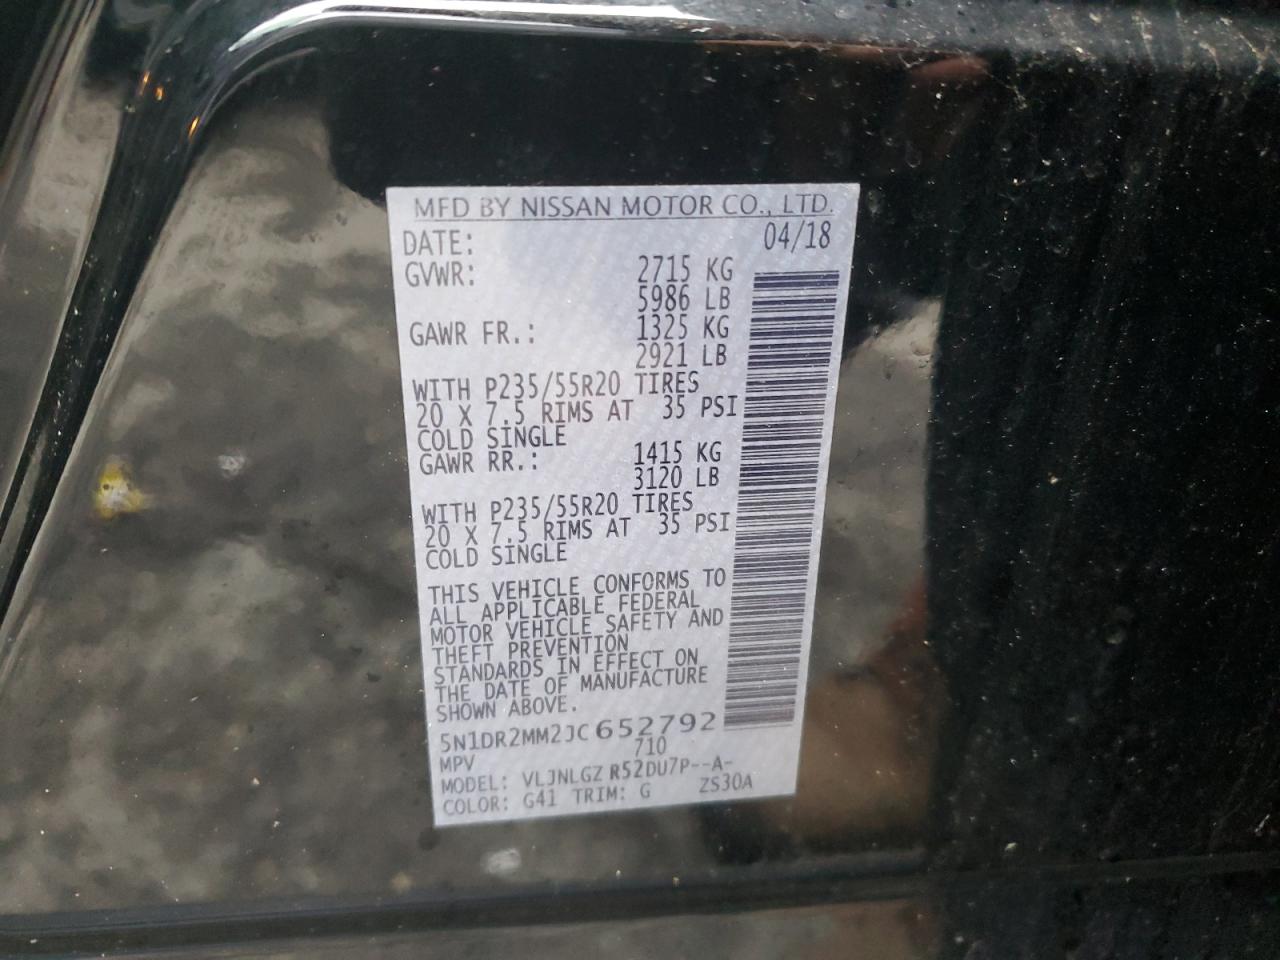 MFD BY NISSAN MOTOR CO., LTD.
DATE: 04/18
GVWR: 2715 KG
5986 LB
GAWR FR.: 1325 KG
2921 LB
WITH P235/55R20 TIRES
20 X 7.5 RIMS AT 35 PSI
COLD SINGLE
GAWR RR.: 1415 KG
3120 LB
WITH P235/55R20 TIRES
20 X 7.5 RIMS AT 35 PSI
COLD SINGLE
THIS VEHICLE CONFORMS TO
ALL APPLICABLE FEDERAL
MOTOR VEHICLE SAFETY AND
THEFT PREVENTION
STANDARDS IN EFFECT ON
THE DATE OF MANUFACTURE
SHOWN ABOVE.
5N1DR2MM2JC652792
MPV 710
MODEL: VLJNLGZ R52DU7P--A-
COLOR: G41 TRIM: G ZS30A